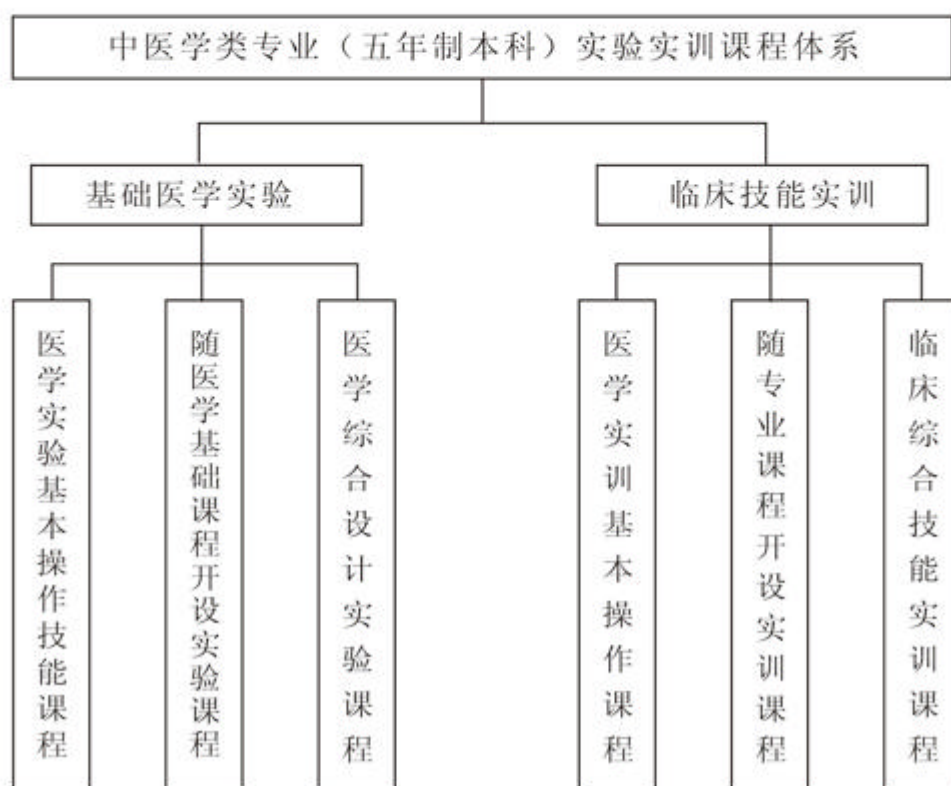 中医学类专业（五年制本科）实验实训课程体系
基础医学实验
临床技能实训
医学实验基本操作技能课程
随医学基础课程开设实验课程
医学综合设计实验课程
医学实训基本操作课程
随专业课程开设实训课程
临床综合技能实训课程